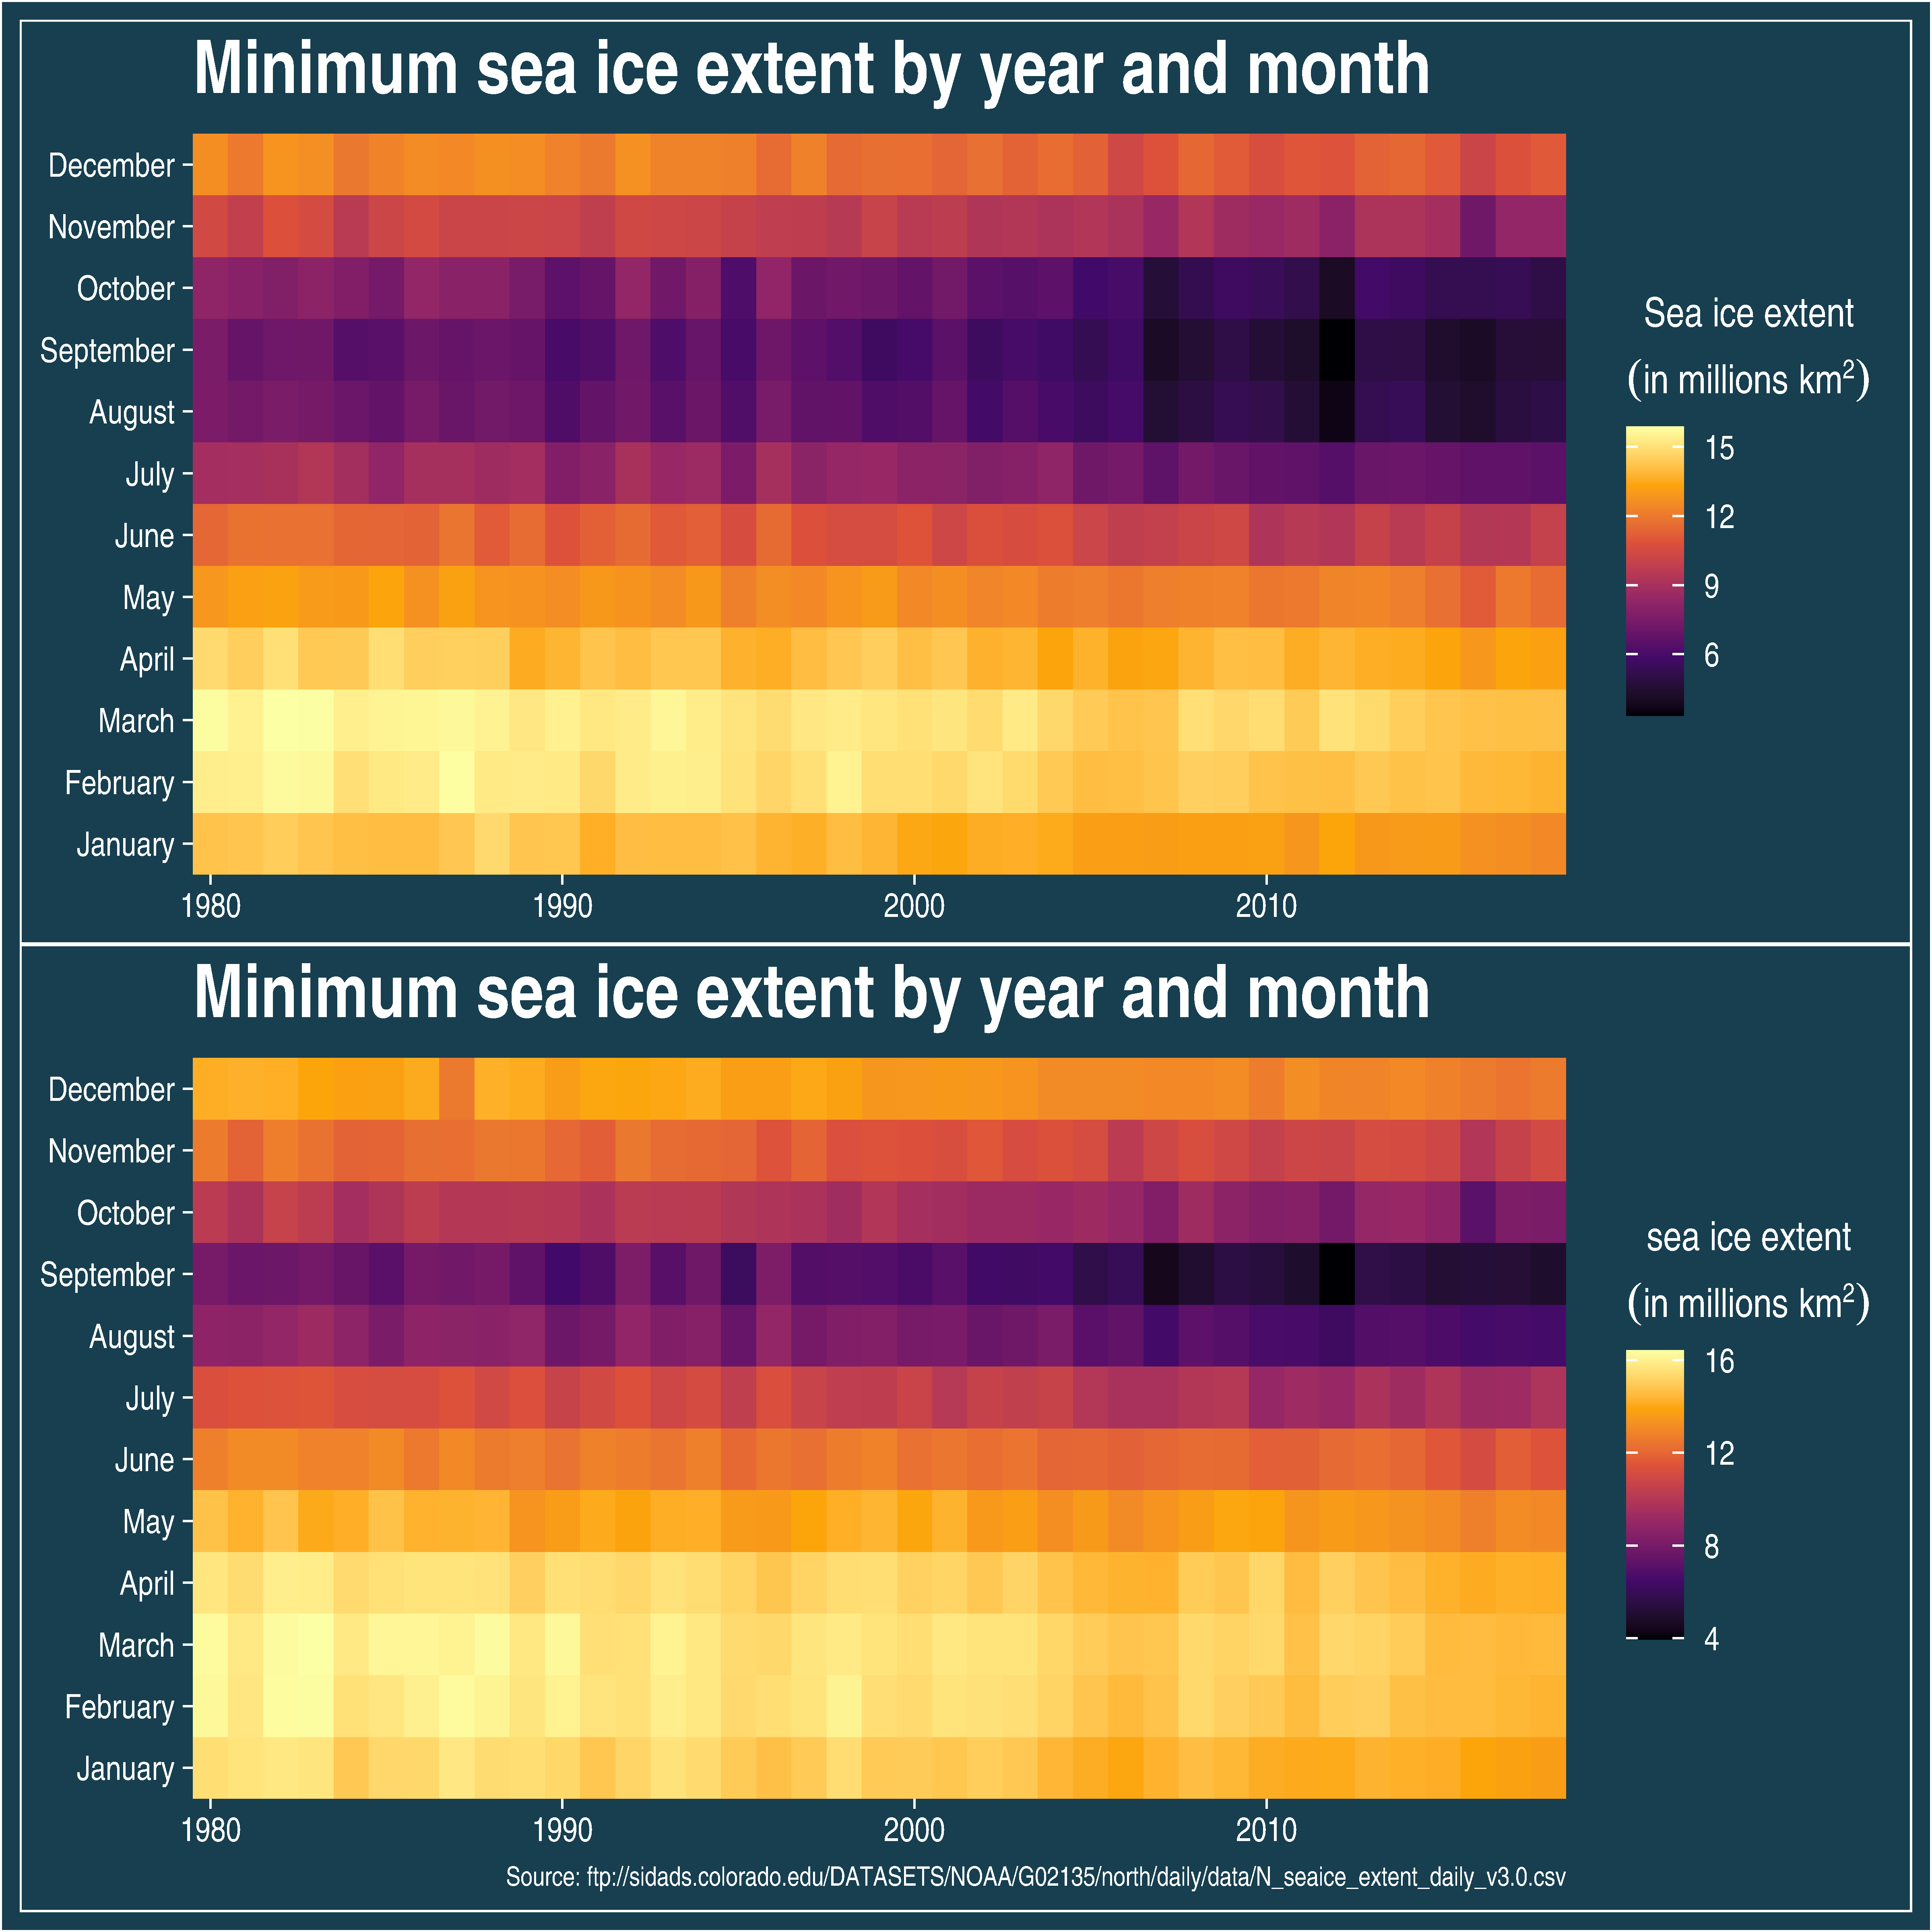 Minimum sea ice extent by year and month
December
November
October
September
August
July
June
May
April
March
February
January
1980 1990 2000 2010
Sea ice extent
(in millions km²)
15
12
9
6
Minimum sea ice extent by year and month
December
November
October
September
August
July
June
May
April
March
February
January
1980 1990 2000 2010
sea ice extent
(in millions km²)
16
12
8
4
Source: ftp://sidads.colorado.edu/DATASETS/NOAA/G02135/north/daily/data/N_seaice_extent_daily_v3.0.csv